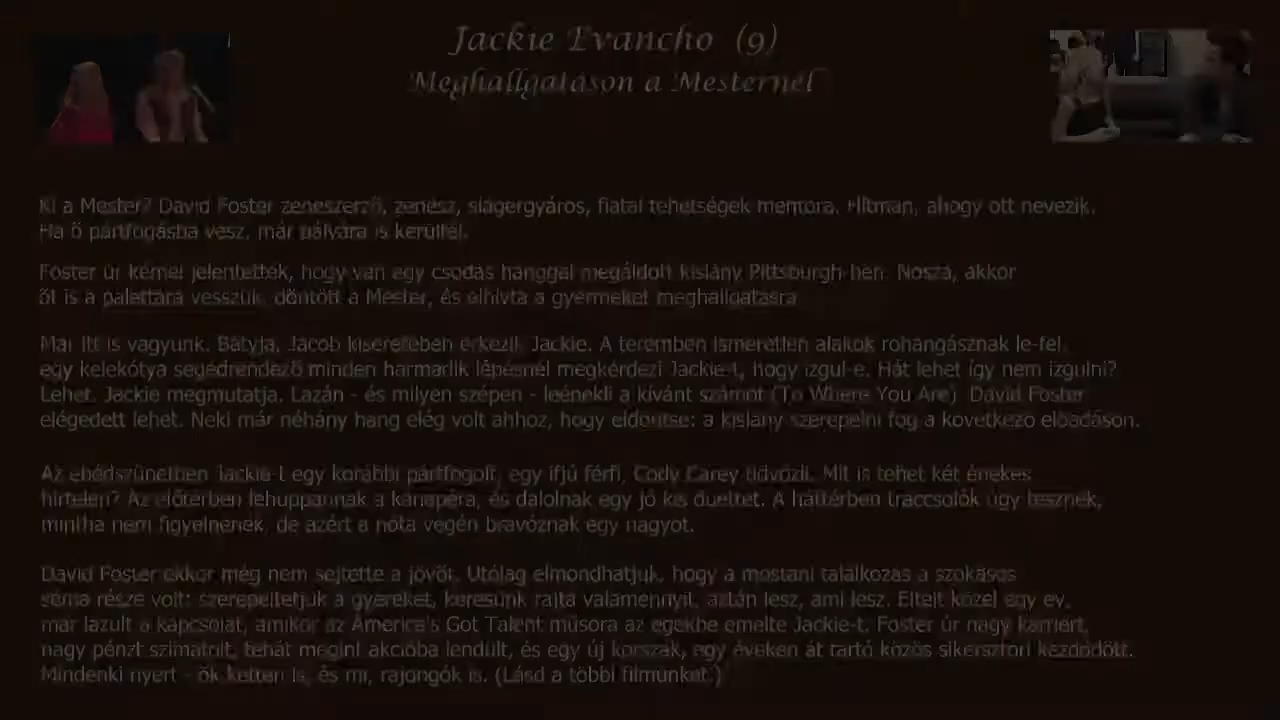 Jackie Evancho (9)
Meghallgatáson a Mesternél
Ki a Mester? David Foster zeneszerző, zenész, slágergyáros, fiatal tehetségek mentora. Hitman, ahogy ott nevezik.
Ha ő pártfogásba vesz, már pályára is kerültél.
Foster úr kémei jelentették, hogy van egy csodás hanggal megáldott kislány Pittsburgh-ben. Nosza, akkor
őt is a palettára vesszük, döntött a Mester, és elhívta a gyermeket meghallgatásra.
Már itt is vagyunk. Bátyja, Jacob kíséretében érkezik Jackie. A teremben ismeretlen alakok rohangásznak le-fel,
egy kelekótya segédrendező minden harmadik lépésnél megkérdezi Jackie-t, hogy izgul-e. Hát lehet így nem izgulni?
Lehet. Jackie megmutatja. Lazán - és milyen szépen - leénekli a kívánt számot (To Where You Are). David Foster
elégedett lehet. Neki már néhány hang elég volt ahhoz, hogy eldöntse: a kislány szerepelni fog a következő előadáson.
Az ebédszünetben Jackie-t egy korábbi pártfogolt, egy ifjú férfi, Cody Carey üdvözli. Mit is tehet két énekes
hirtelen? Az előtérben lehuppannak a kanapéra, és dalolnak egy jó kis duettet. A háttérben traccsolók úgy tesznek,
mintha nem figyelnének, de azért a nóta végén bravóznak egy nagyot.
David Foster ekkor még nem sejtette a jövőt. Utólag elmondhatjuk, hogy a mostani találkozás a szokásos
séma része volt: szerepeltetjük a gyereket, keresünk rajta valamennyit, aztán lesz, ami lesz. Eltelt közel egy év,
már lazult a kapcsolat, amikor az America's Got Talent műsora az egekbe emelte Jackie-t. Foster úr nagy karriert,
nagy pénzt szimatolt, tehát megint akcióba lendült, és egy új korszak, egy éveken át tartó közös sikersztori kezdődött.
Mindenki nyert - ők ketten is, és mi, rajongók is. (Lásd a többi filmünket.)